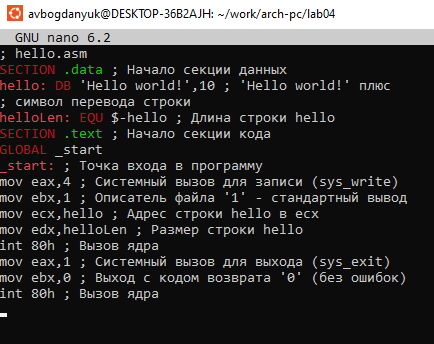 avbogdanyuk@DESKTOP-36B2AJH: ~/work/arch-pc/lab04
GNU nano 6.2
; hello.asm
SECTION .data ; Начало секции данных
hello: DB 'Hello world!',10 ; 'Hello world!' плюс
; символ перевода строки
helloLen: EQU $-hello ; Длина строки hello
SECTION .text ; Начало секции кода
GLOBAL _start
_start: ; Точка входа в программу
mov eax,4 ; Системный вызов для записи (sys_write)
mov ebx,1 ; Описатель файла '1' - стандартный вывод
mov ecx,hello ; Адрес строки hello в ecx
mov edx,helloLen ; Размер строки hello
int 80h ; Вызов ядра
mov eax,1 ; Системный вызов для выхода (sys_exit)
mov ebx,0 ; Выход с кодом возврата '0' (без ошибок)
int 80h ; Вызов ядра